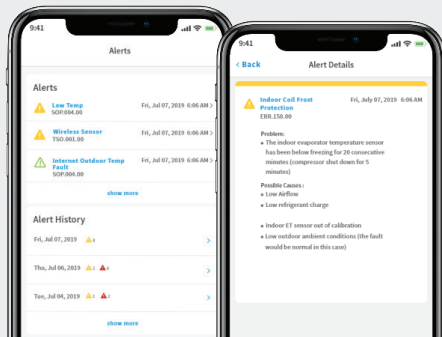 9:41
Alerts
Alerts
Low Temp
Fri, Jul 07, 2019 6:06 AM >
SOP.004.00
Wireless Sensor
Fri, Jul 07, 2019 6:06 AM >
TSO.001.00
Internet Outdoor Temp
Fri, Jul 07, 2019 6:06 AM >
Fault
SOP.004.00
show more
Alert History
Fri, Jul 07, 2019
Thu, Jul 06, 2019
Tue, Jul 04, 2019
show more
9:41
< Back
Alert Details
Indoor Coil Frost
Fri, July 07, 2019 6:06 AM
Protection
ERR.158.00
Problem:
• The indoor evaporator temperature sensor
has been below freezing for 20 consecutive
minutes (compressor shut down for 5
minutes)
Possible Causes :
• Low Airflow
• Low refrigerant charge
• Indoor ET sensor out of calibration
• Low outdoor ambient conditions (the fault
would be normal in this case)